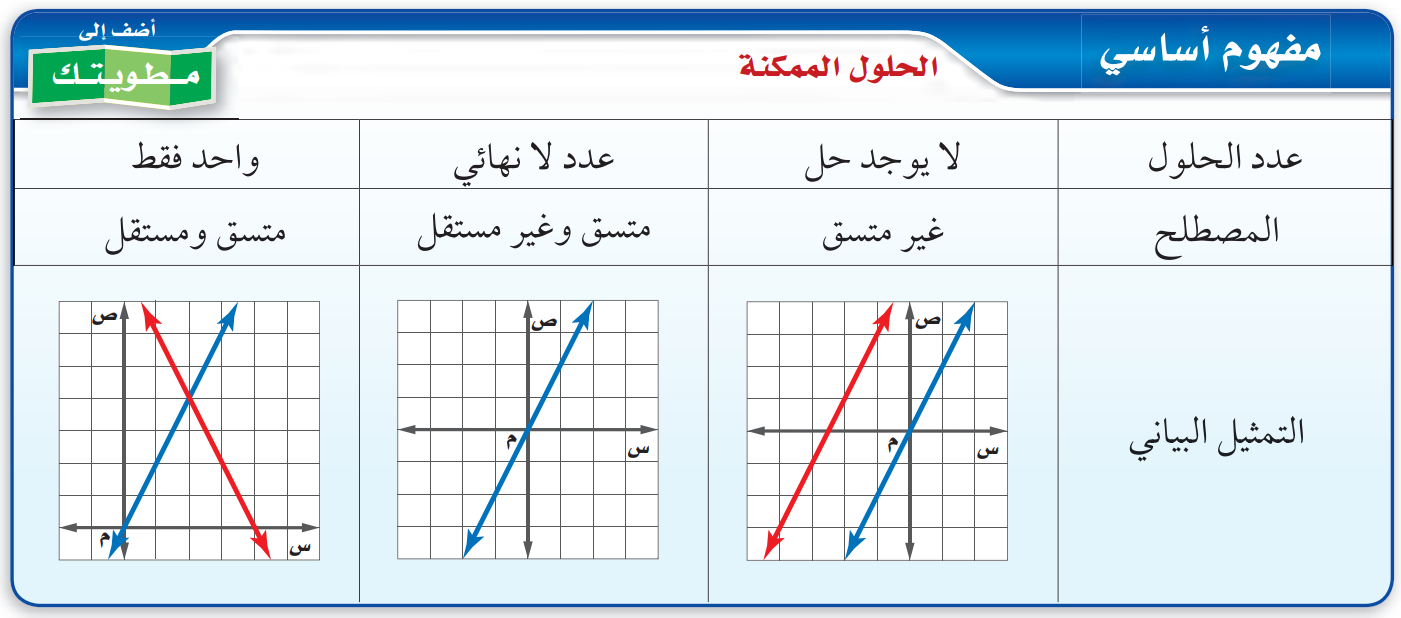 مفهوم أساسي
الحلول الممكنة
أضف إلى
مـطويتـك
عدد الحلول	لا يوجد حل	عدد لا نهائي	واحد فقط
المصطلح	غير متسق	متسق وغير مستقل	متسق ومستقل
التمثيل البياني
ص
س
م
ص
س
م
ص
س
م